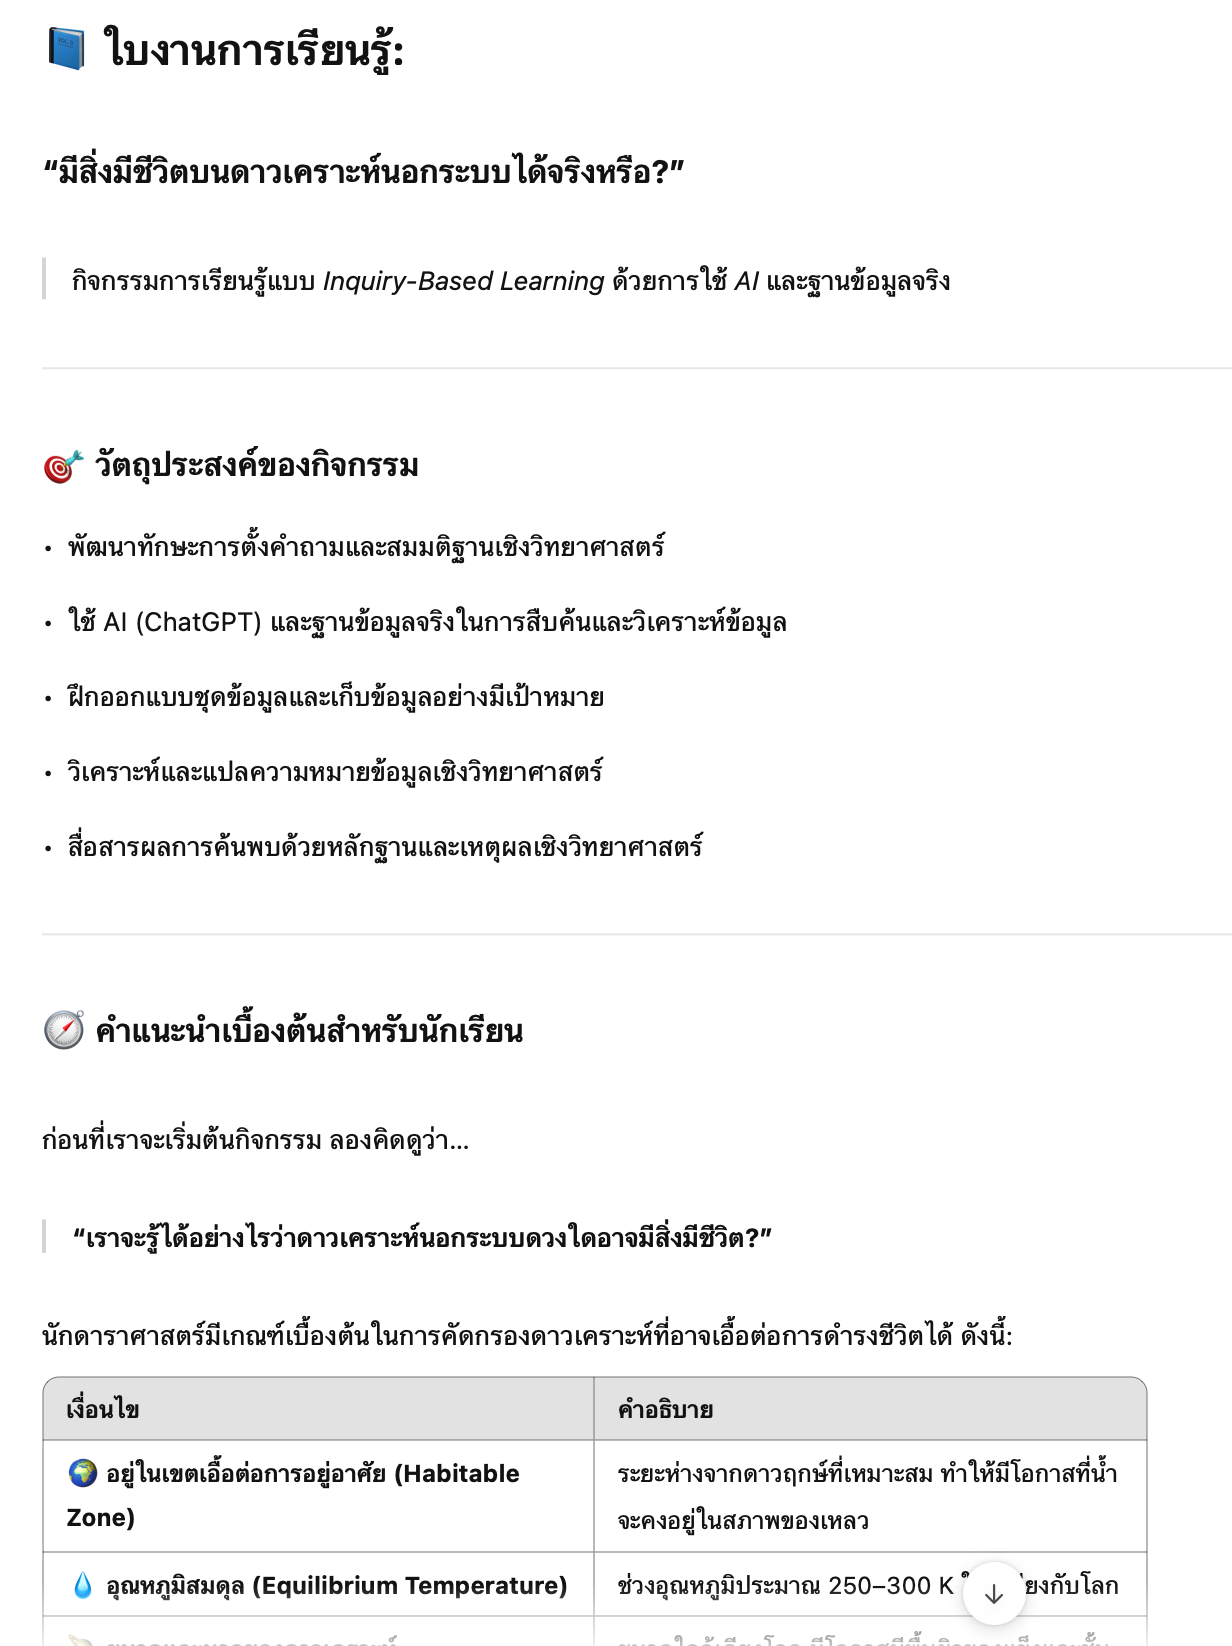 ใบงานการเรียนรู้:
“มีสิ่งมีชีวิตบนดาวเคราะห์นอกระบบได้จริงหรือ?”
กิจกรรมการเรียนรู้แบบ Inquiry-Based Learning ด้วยการใช้ AI และฐานข้อมูลจริง
วัตถุประสงค์ของกิจกรรม
• พัฒนาทักษะการตั้งคำถามและสมมติฐานเชิงวิทยาศาสตร์
• ใช้ AI (ChatGPT) และฐานข้อมูลจริงในการสืบค้นและวิเคราะห์ข้อมูล
• ฝึกออกแบบชุดข้อมูลและเก็บข้อมูลอย่างมีเป้าหมาย
• วิเคราะห์และแปลความหมายข้อมูลเชิงวิทยาศาสตร์
• สื่อสารผลการค้นพบด้วยหลักฐานและเหตุผลเชิงวิทยาศาสตร์
คำแนะนำเบื้องต้นสำหรับนักเรียน
ก่อนที่เราจะเริ่มต้นกิจกรรม ลองคิดดูว่า...
“เราจะรู้ได้อย่างไรว่าดาวเคราะห์นอกระบบดวงใดอาจมีสิ่งมีชีวิต?”
นักดาราศาสตร์มีเกณฑ์เบื้องต้นในการคัดกรองดาวเคราะห์ที่อาจเอื้อต่อการดำรงชีวิตได้ ดังนี้:
เงื่อนไข
คำอธิบาย
อยู่ในเขตเอื้อต่อการอยู่อาศัย (Habitable
Zone)
ระยะห่างจากดาวฤกษ์ที่เหมาะสม ทำให้มีโอกาสที่น้ำ
จะคงอยู่ในสภาพของเหลว
อุณหภูมิสมดุล (Equilibrium Temperature)
ช่วงอุณหภูมิประมาณ 250–300 K ยงกับโลก